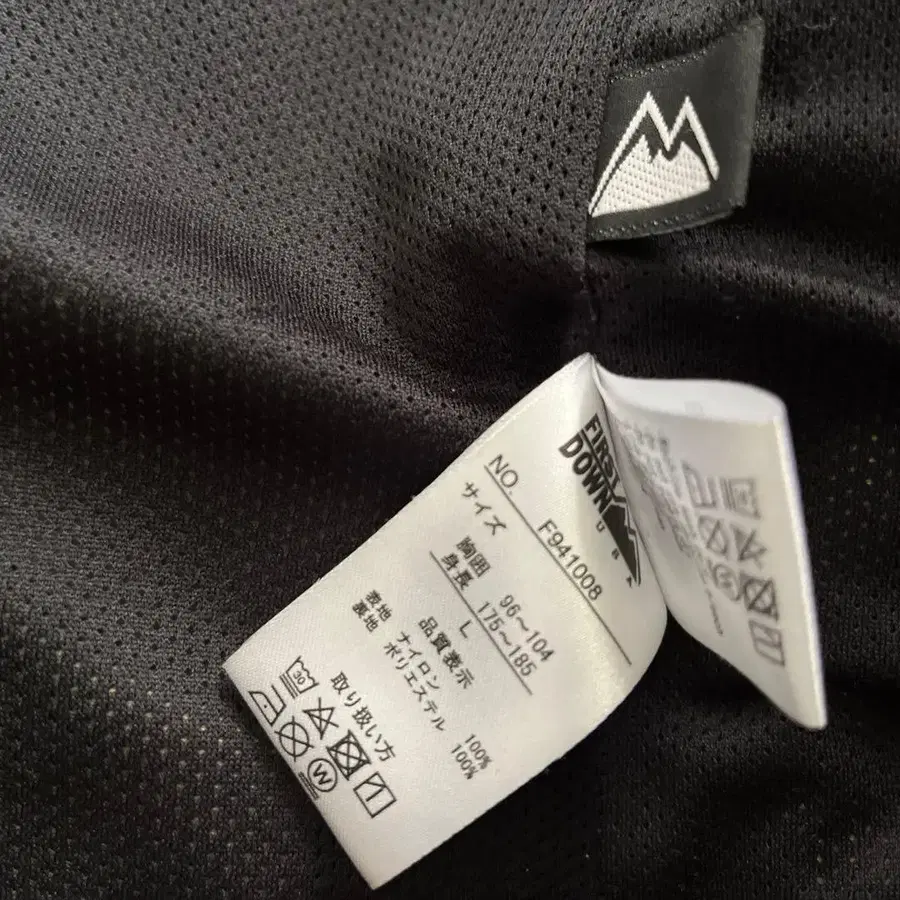 FIRST
DOWN
U S A
NO. F941008
サイズ
胸囲 96～104
身長 175～185
L
品質表示
表地 ナイロン 100%
裏地 ポリエステル 100%
取り扱い方
30
W